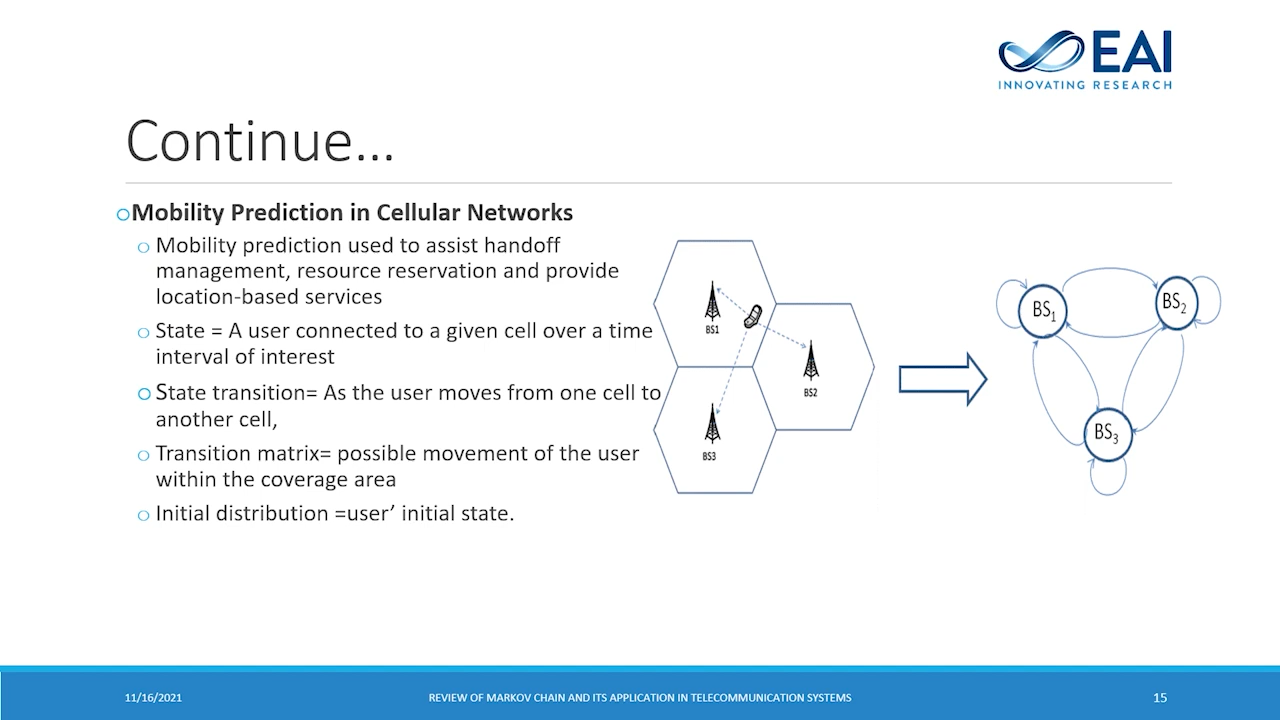 EAI
INNOVATING RESEARCH
Continue…
Mobility Prediction in Cellular Networks
Mobility prediction used to assist handoff
management, resource reservation and provide
location-based services
State = A user connected to a given cell over a time
interval of interest
State transition= As the user moves from one cell to
another cell,
Transition matrix= possible movement of the user
within the coverage area
Initial distribution =user’ initial state.
BS1
BS2
BS3
BS₁
BS₂
BS₃
11/16/2021
REVIEW OF MARKOV CHAIN AND ITS APPLICATION IN TELECOMMUNICATION SYSTEMS
15